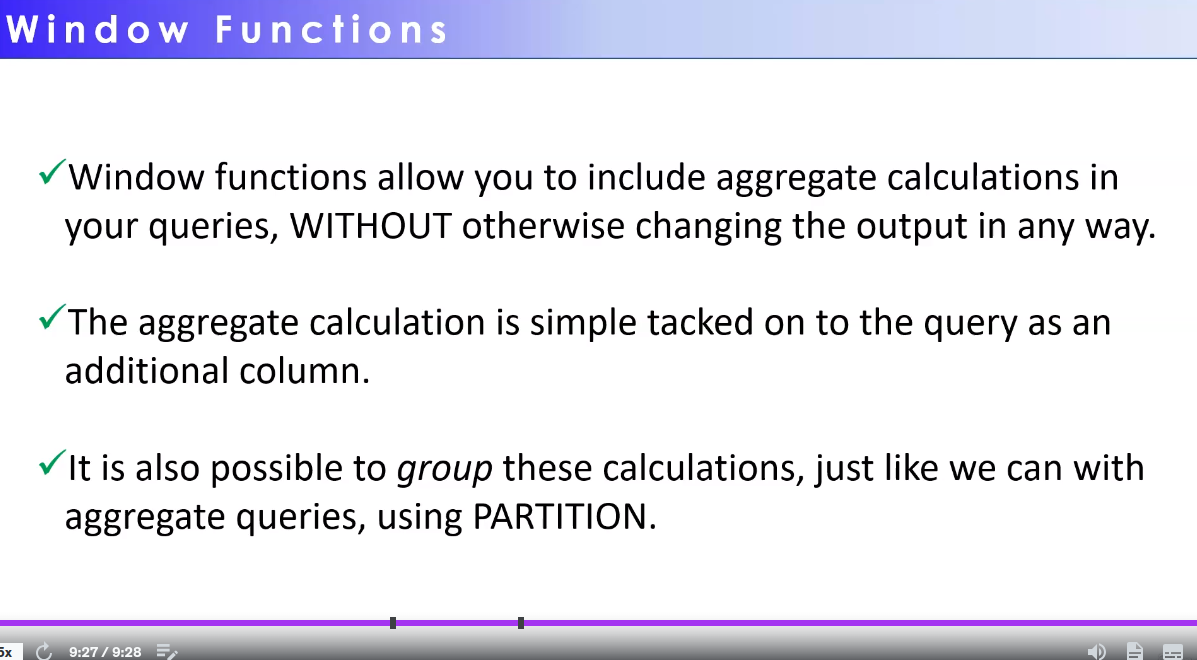 Window Functions
✓Window functions allow you to include aggregate calculations in
your queries, WITHOUT otherwise changing the output in any way.
✓The aggregate calculation is simple tacked on to the query as an
additional column.
✓It is also possible to group these calculations, just like we can with
aggregate queries, using PARTITION.
5x 9:27 / 9:28